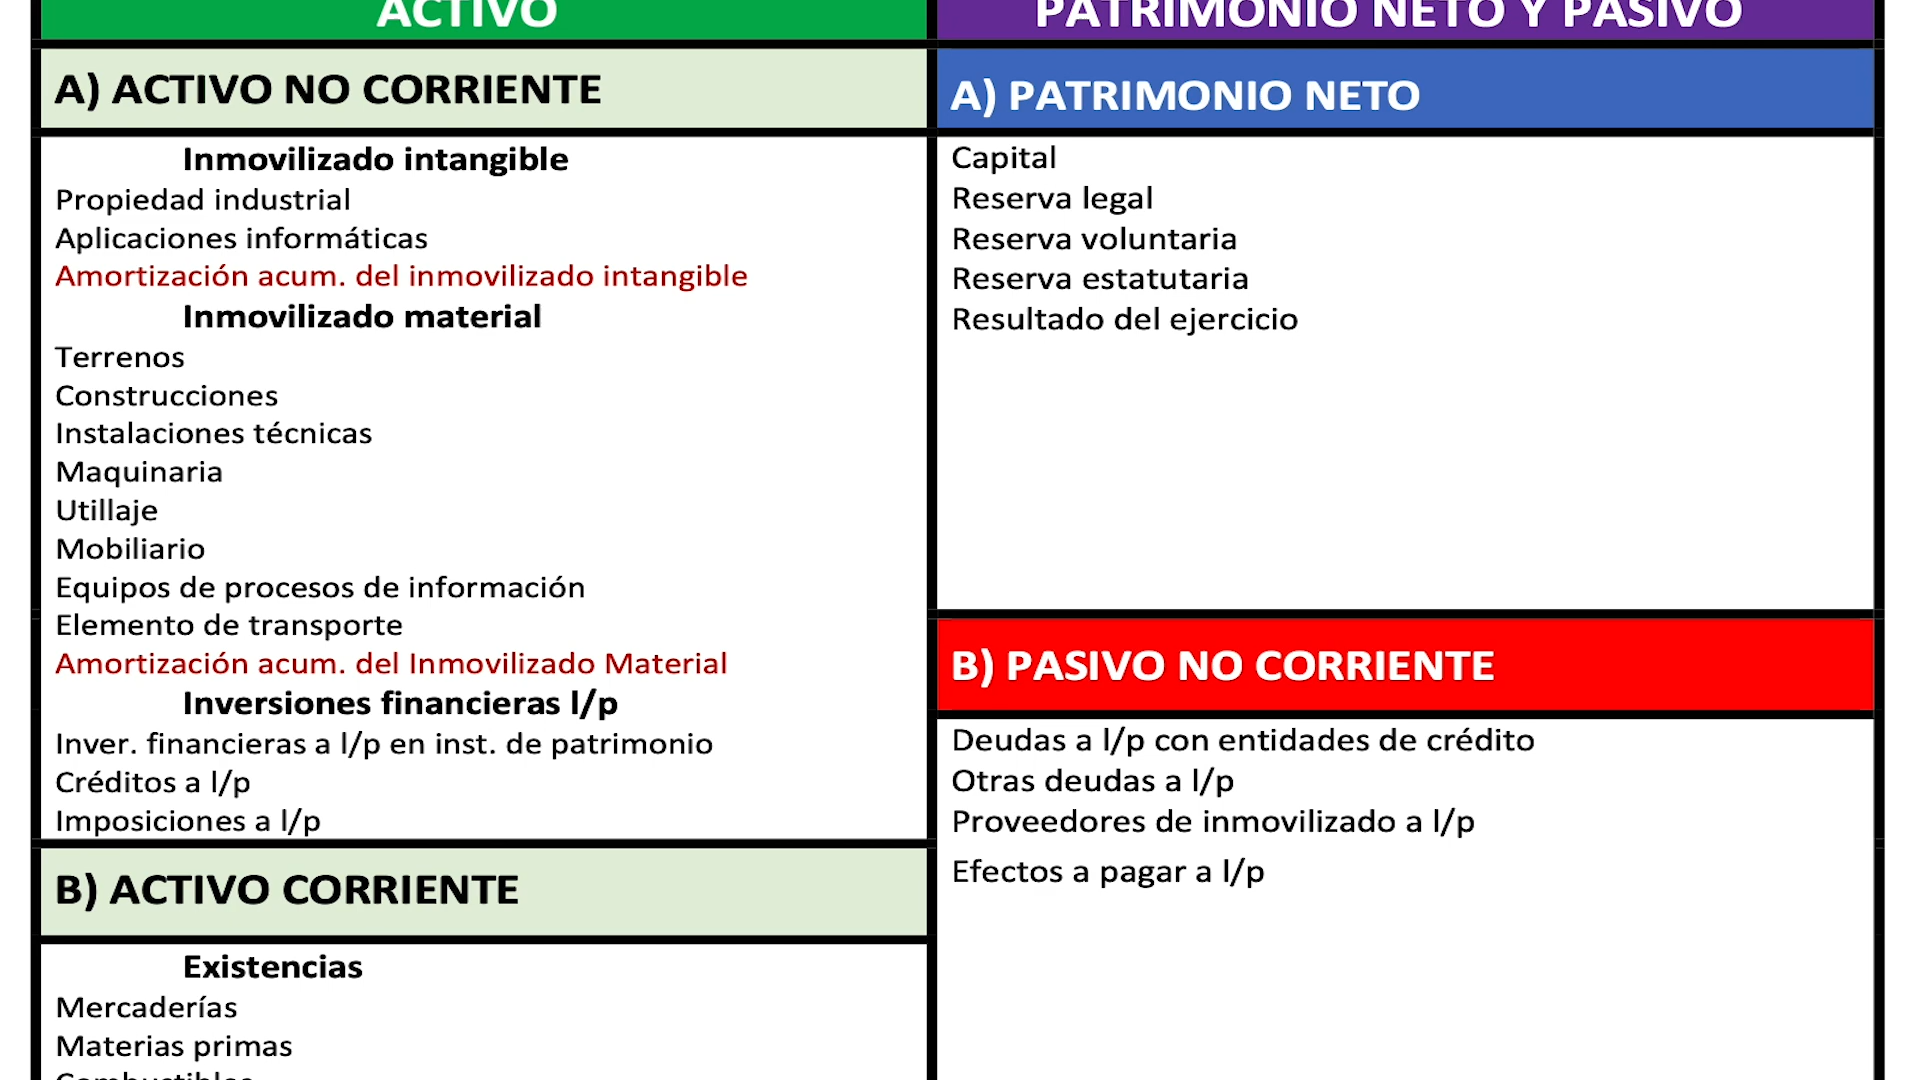 ACTIVO
A) ACTIVO NO CORRIENTE
Inmovilizado intangible
Propiedad industrial
Aplicaciones informáticas
Amortización acum. del inmovilizado intangible
Inmovilizado material
Terrenos
Construcciones
Instalaciones técnicas
Maquinaria
Utillaje
Mobiliario
Equipos de procesos de información
Elemento de transporte
Amortización acum. del Inmovilizado Material
Inversiones financieras l/p
Inver. financieras a l/p en inst. de patrimonio
Créditos a l/p
Imposiciones a l/p
B) ACTIVO CORRIENTE
Existencias
Mercaderías
Materias primas
Combustibles
PATRIMONIO NETO Y PASIVO
A) PATRIMONIO NETO
Capital
Reserva legal
Reserva voluntaria
Reserva estatutaria
Resultado del ejercicio
B) PASIVO NO CORRIENTE
Deudas a l/p con entidades de crédito
Otras deudas a l/p
Proveedores de inmovilizado a l/p
Efectos a pagar a l/p